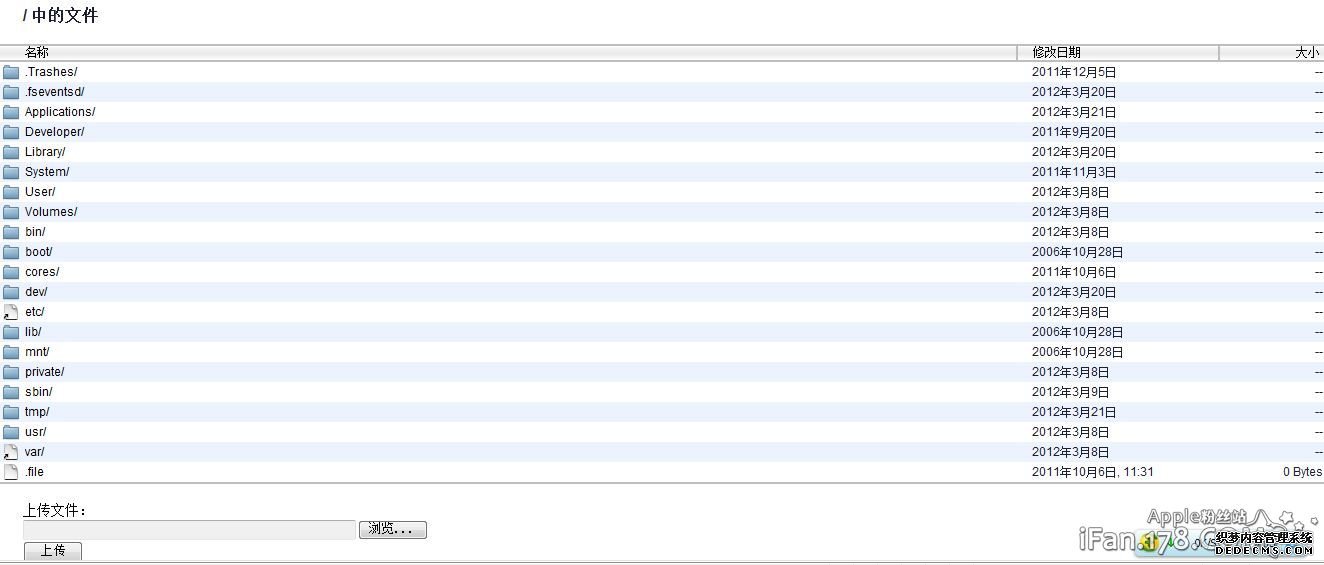 / 中的文件
名称 修改日期 大小
.Trashes/ 2011年12月5日 --
.fseventsd/ 2012年3月20日 --
Applications/ 2012年3月21日 --
Developer/ 2011年9月20日 --
Library/ 2012年3月20日 --
System/ 2011年11月3日 --
User/ 2012年3月8日 --
Volumes/ 2012年3月8日 --
bin/ 2012年3月8日 --
boot/ 2006年10月28日 --
cores/ 2011年10月6日 --
dev/ 2012年3月20日 --
etc/ 2012年3月8日 --
lib/ 2006年10月28日 --
mnt/ 2006年10月28日 --
private/ 2012年3月8日 --
sbin/ 2012年3月9日 --
tmp/ 2012年3月21日 --
usr/ 2012年3月8日 --
var/ 2012年3月8日 --
.file 2011年10月6日, 11:31 0 Bytes
上传文件：
浏览...
上传
Apple粉丝站
iFan.178.COM
织梦内容管理系统
DEDECMS.COM